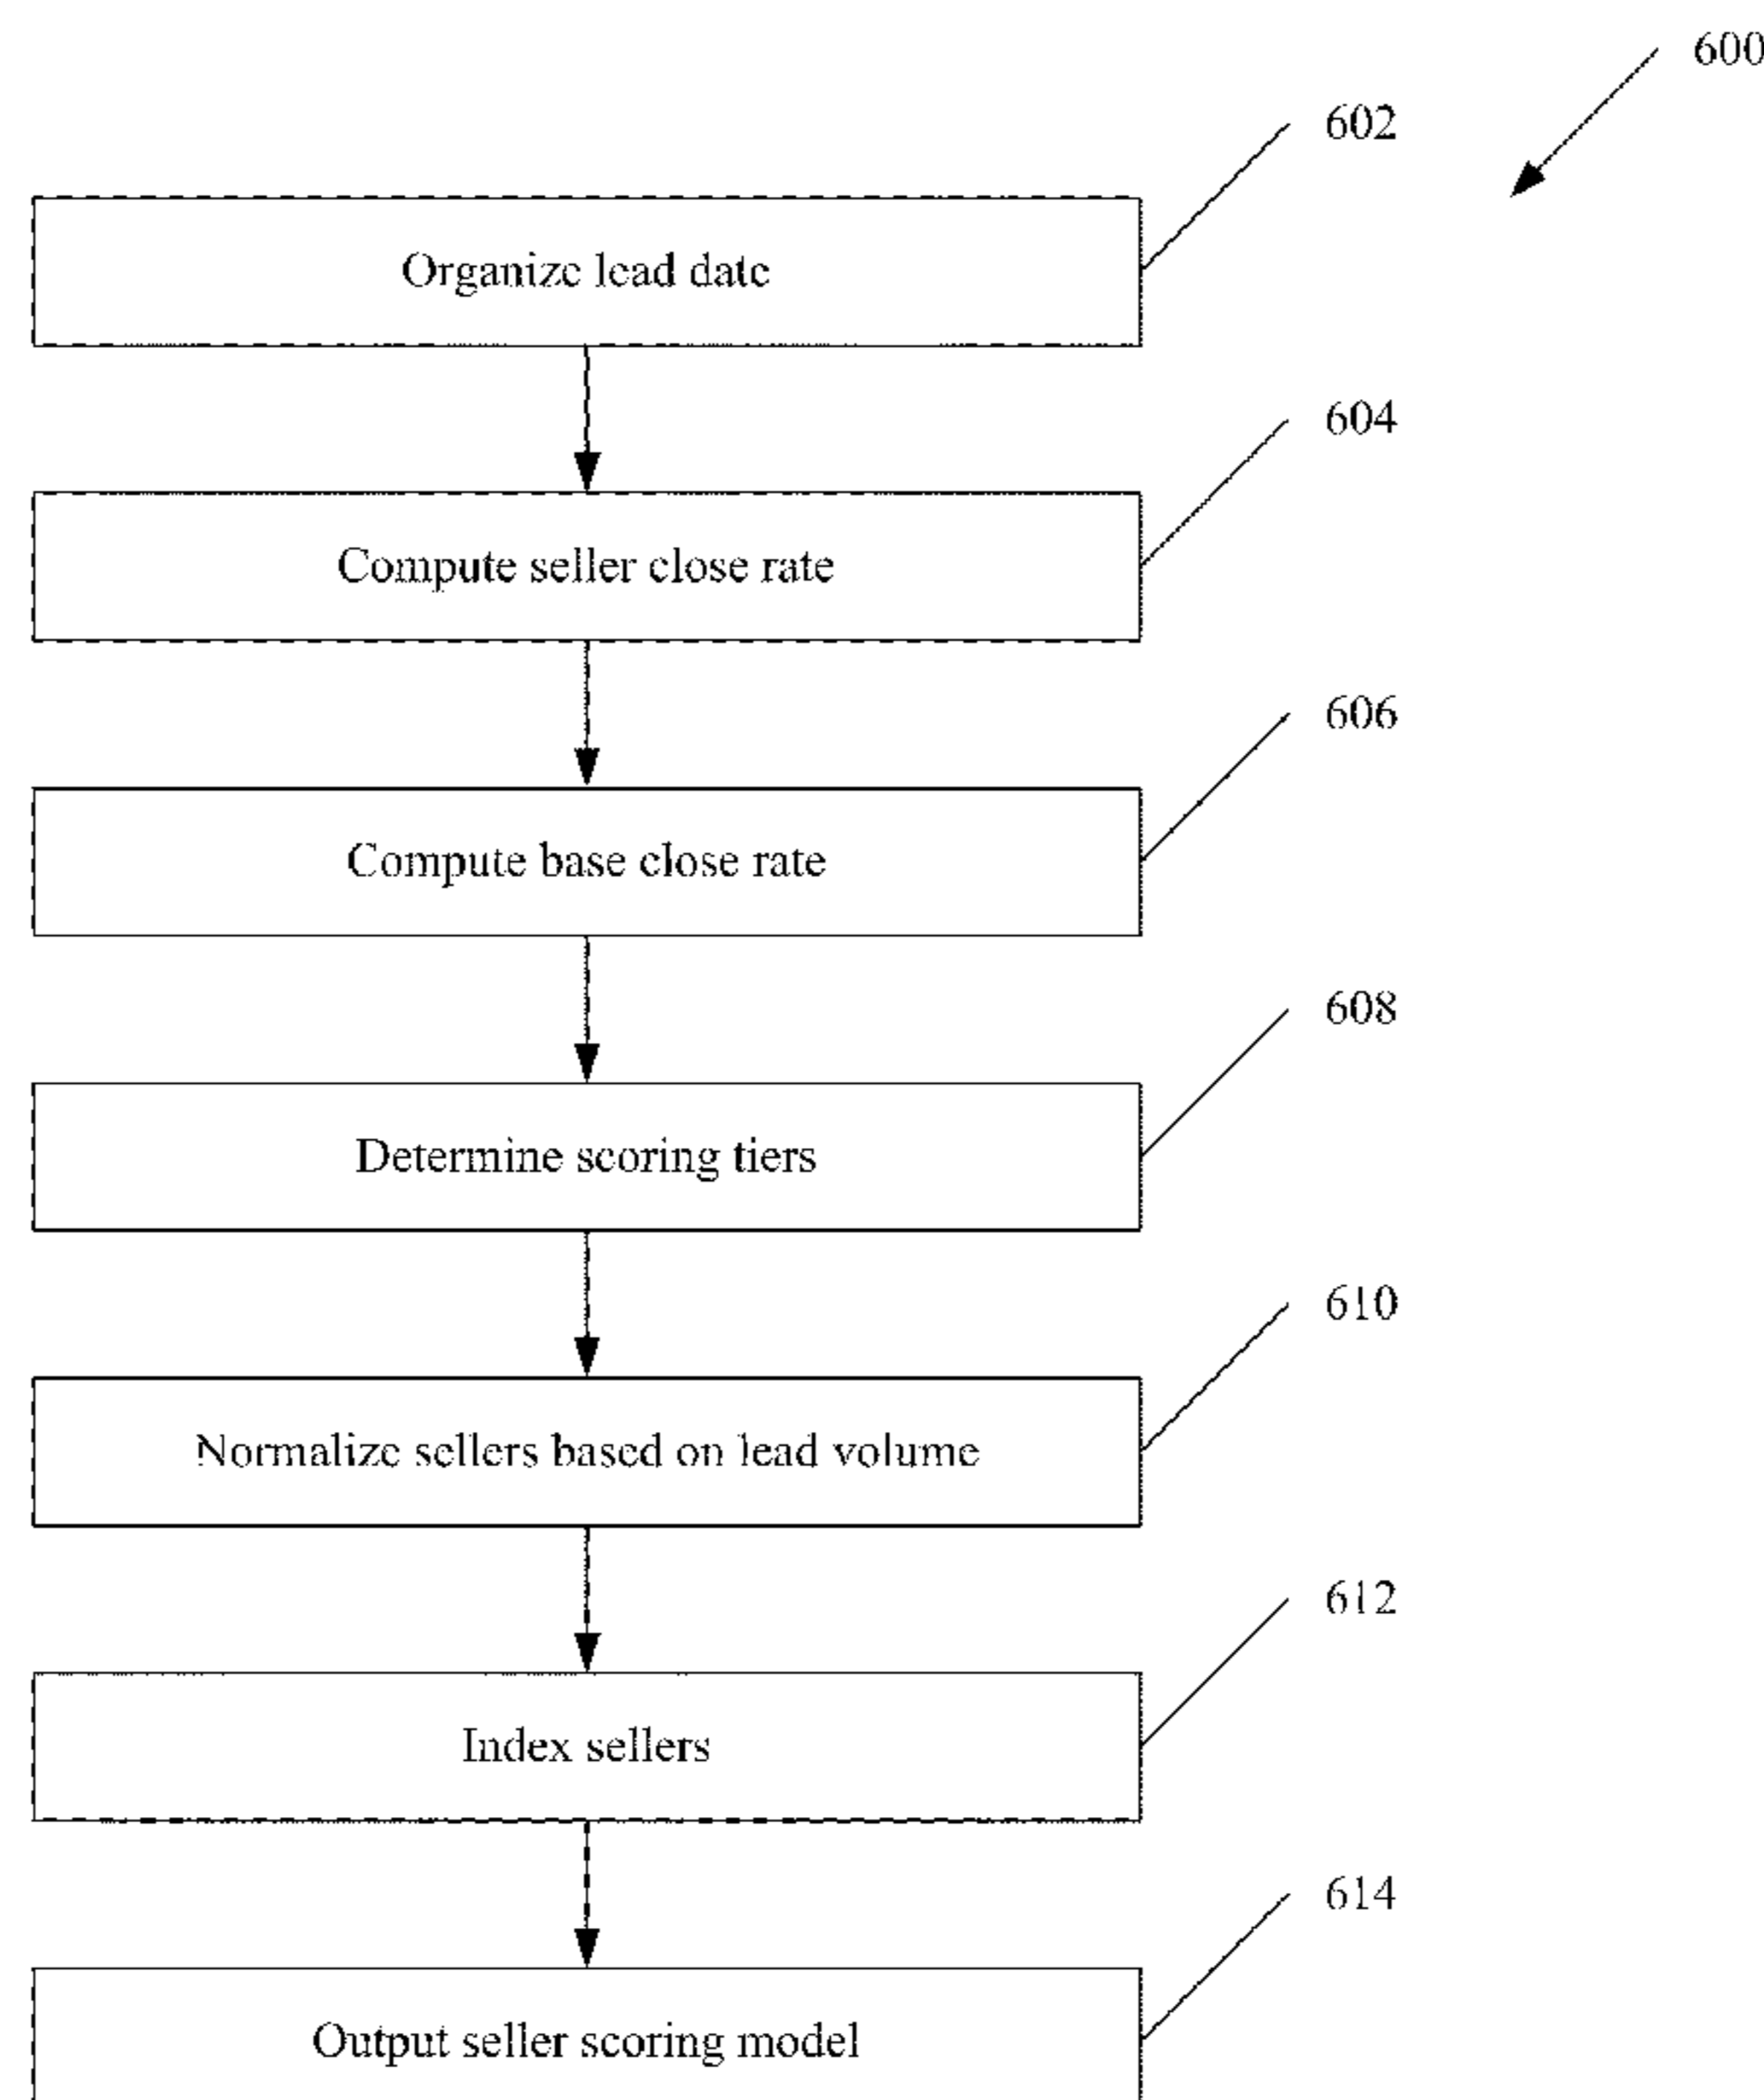 600
602
Organize lead date
604
Compute seller close rate
606
Compute base close rate
608
Determine scoring tiers
610
Normalize sellers based on lead volume
612
Index sellers
614
Output seller scoring model